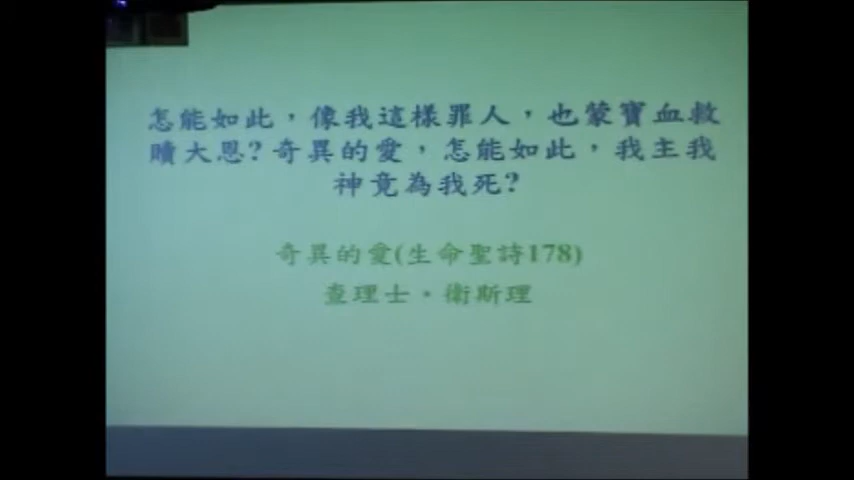 怎能如此，像我這樣罪人，也蒙寶血救
贖大恩?奇異的愛，怎能如此，我主我
神竟為我死?
奇異的愛(生命聖詩178)
查理士。衛斯理